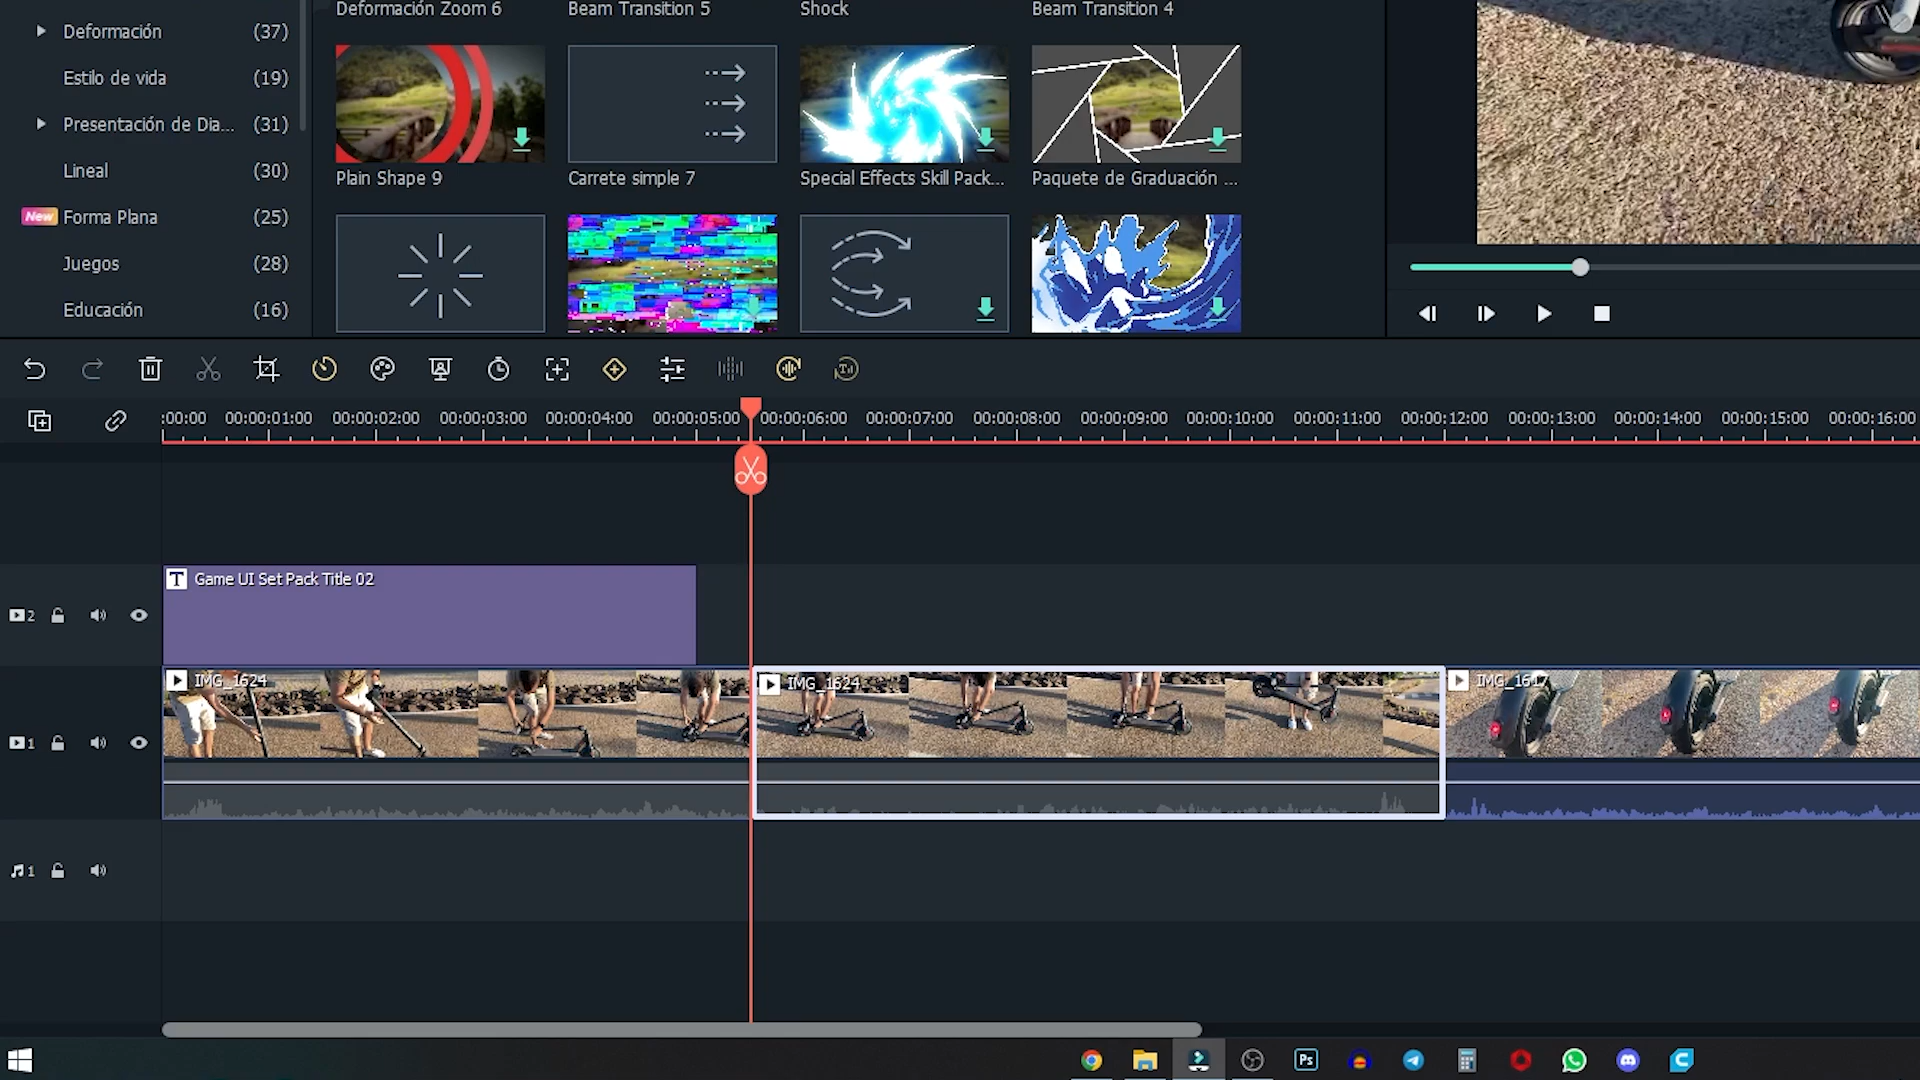 Deformación (37)
Estilo de vida (19)
Presentación de Dia... (31)
Lineal (30)
New Forma Plana (25)
Juegos (28)
Educación (16)
Deformación Zoom 6
Beam Transition 5
Shock
Beam Transition 4
Plain Shape 9
Carrete simple 7
Special Effects Skill Pack...
Paquete de Graduación ...
:00:00 00:00:01:00 00:00:02:00 00:00:03:00 00:00:04:00 00:00:05:00 00:00:06:00 00:00:07:00 00:00:08:00 00:00:09:00 00:00:10:00 00:00:11:00 00:00:12:00 00:00:13:00 00:00:14:00 00:00:15:00 00:00:16:00
T Game UI Set Pack Title 02
2
IMG_1624
IMG_1624
IMG_1617
1
1
Ps